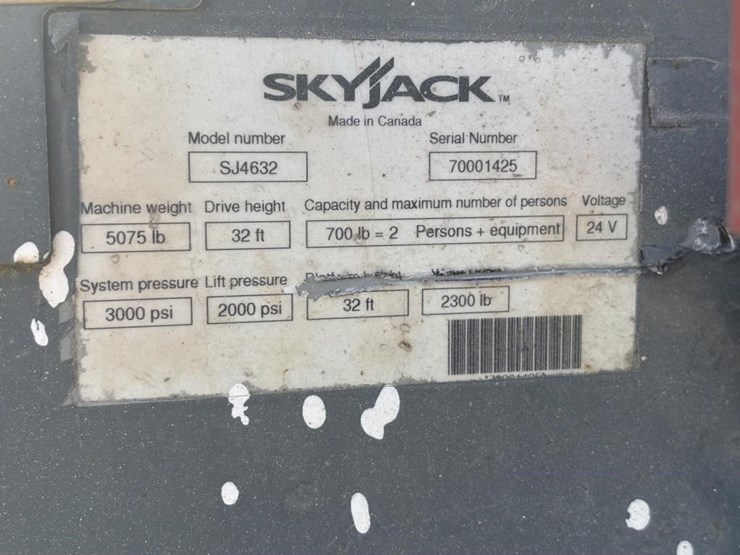 SKYJACK™
Made in Canada
Model number Serial Number
SJ4632 70001425
Machine weight Drive height Capacity and maximum number of persons Voltage
5075 lb 32 ft 700 lb = 2 Persons + equipment 24 V
System pressure Lift pressure
3000 psi 2000 psi 32 ft 2300 lb